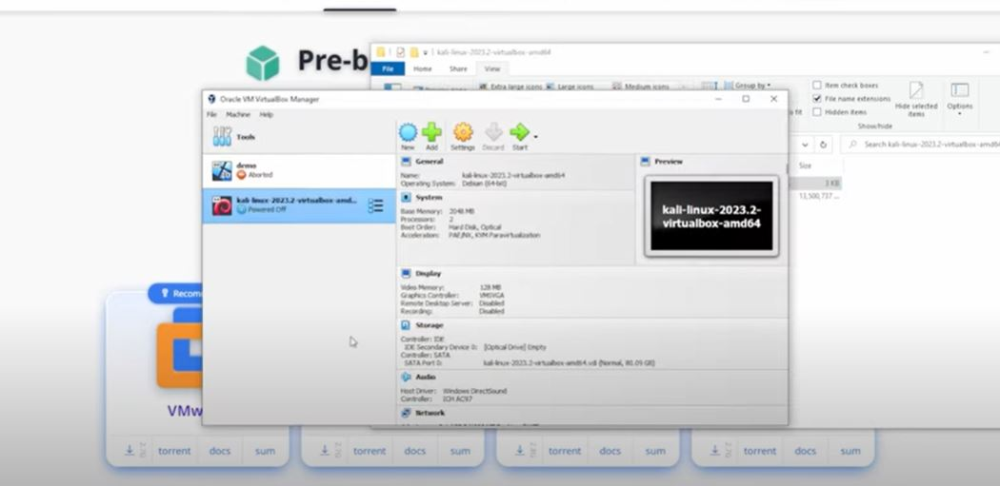 Pre-b
kali-linux-2023.2-virtualbox-amd64
File
Home
Share
View
Extra large icons
Large icons
Medium icons
Group by
Item check boxes
File name extensions
Hidden items
Hide selected
items
Options
Show/hide
Search kali-linux-2023.2-virtualbox-amd64
Size
3 KB
13,500,737 ...
Oracle VM VirtualBox Manager
File Machine Help
Tools
New
Add
Settings
Discard
Start
demo
Aborted
kali-linux-2023.2-virtualbox-amd...
Powered Off
General
Name: kali-linux-2023.2-virtualbox-amd64
Operating System: Debian (64-bit)
System
Base Memory: 2048 MB
Processors: 2
Boot Order: Hard Disk, Optical
Acceleration: PAE/NX, KVM Paravirtualization
Preview
kali-linux-2023.2-
virtualbox-amd64
Display
Video Memory: 128 MB
Graphics Controller: VMSVGA
Remote Desktop Server: Disabled
Recording: Disabled
Storage
Controller: IDE
IDE Secondary Device 0: [Optical Drive] Empty
Controller: SATA
SATA Port 0: kali-linux-2023.2-virtualbox-amd64.vdi (Normal, 80.09 GB)
Audio
Host Driver: Windows DirectSound
Controller: ICH AC97
Network
Recom
VMw
torrent docs sum
torrent docs sum
torrent docs sum
torrent docs sum